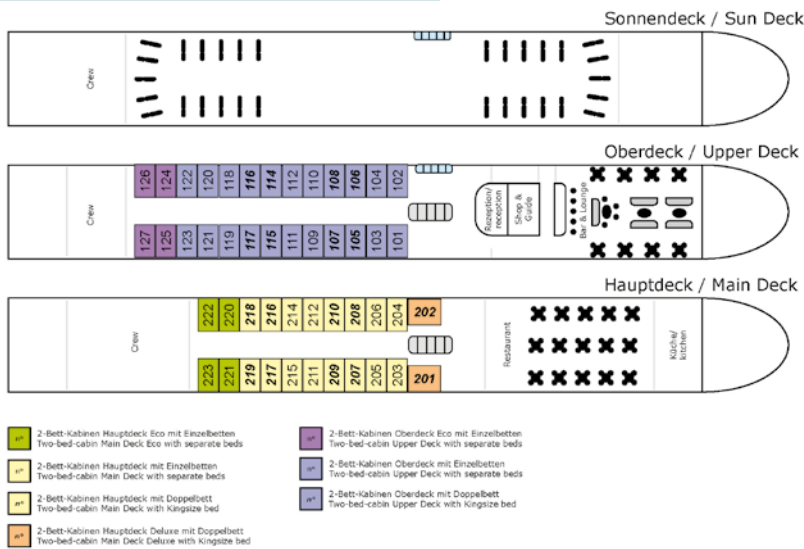 Sonnendeck / Sun Deck
Crew
Oberdeck / Upper Deck
126 124 122 120 118 116 114 112 110 108 106 104 102
Crew
Rezeption/
reception
Shop &
Guide
Bar & Lounge
127 125 123 121 119 117 115 111 109 107 105 103 101
Hauptdeck / Main Deck
222 220 218 216 214 212 210 208 206 204 202
Crew
Restaurant
Küche/
kitchen
223 221 219 217 215 211 209 207 205 203 201
n° 2-Bett-Kabinen Hauptdeck Eco mit Einzelbetten
Two-bed-cabin Main Deck Eco with separate beds
n° 2-Bett-Kabinen Hauptdeck mit Einzelbetten
Two-bed-cabin Main Deck with separate beds
n° 2-Bett-Kabinen Hauptdeck mit Doppelbett
Two-bed-cabin Main Deck with Kingsize bed
n° 2-Bett-Kabinen Hauptdeck Deluxe mit Doppelbett
Two-bed-cabin Main Deck Deluxe with Kingsize bed
n° 2-Bett-Kabinen Oberdeck Eco mit Einzelbetten
Two-bed-cabin Upper Deck Eco with separate beds
n° 2-Bett-Kabinen Oberdeck mit Einzelbetten
Two-bed-cabin Upper Deck with separate beds
n° 2-Bett-Kabinen Oberdeck mit Doppelbett
Two-bed-cabin Upper Deck with Kingsize bed